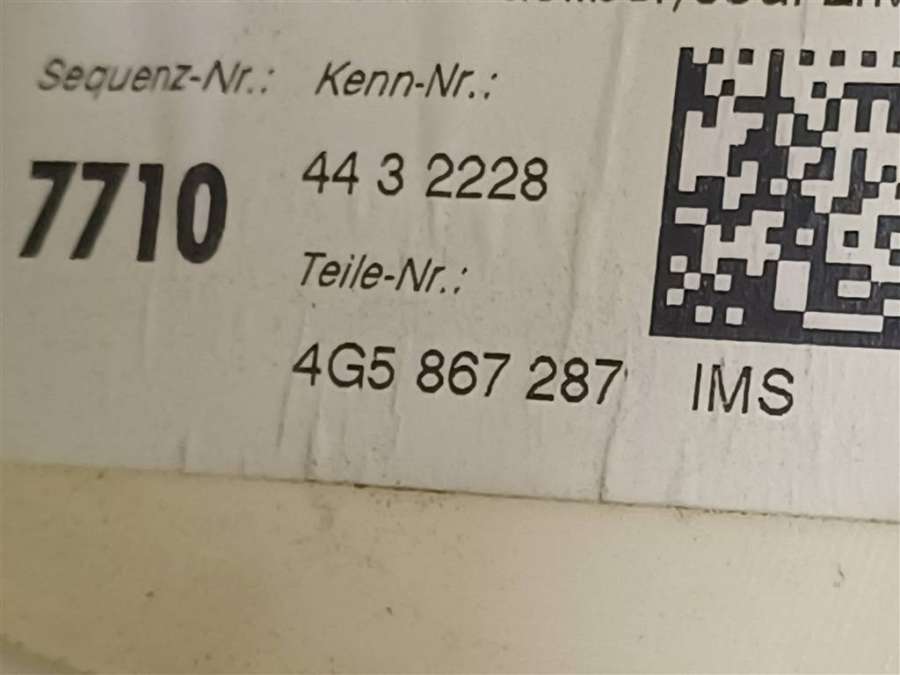 Sequenz-Nr.: Kenn-Nr.:
7710 44 3 2228
Teile-Nr.:
4G5 867 287 IMS